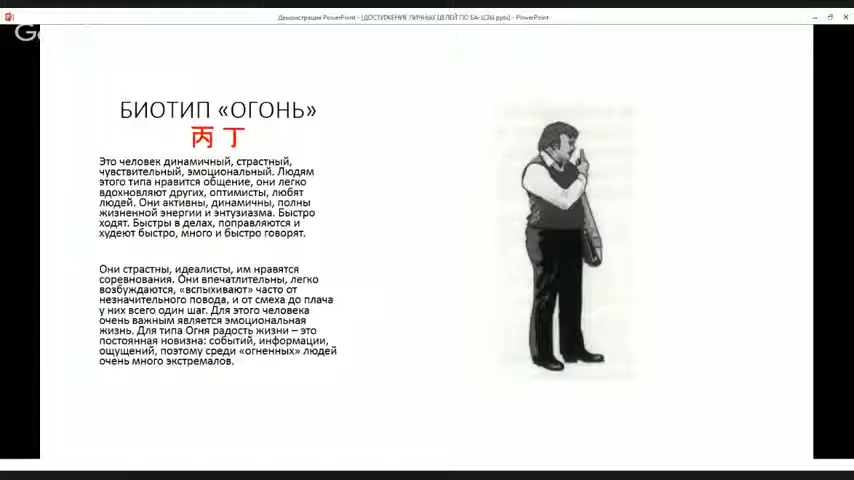 Демонстрация PowerPoint - [ДОСТИЖЕНИЕ ЛИЧНЫХ ЦЕЛЕЙ ПО БА-ЦЗЫ.pptx] - PowerPoint
БИОТИП «ОГОНЬ»
丙 丁
Это человек динамичный, страстный,
чувствительный, эмоциональный. Людям
этого типа нравится общение, они легко
вдохновляют других, оптимисты, любят
людей. Они активны, динамичны, полны
жизненной энергии и энтузиазма. Быстро
ходят. Быстры в делах, поправляются и
худеют быстро, много и быстро говорят.
Они страстны, идеалисты, им нравятся
соревнования. Они впечатлительны, легко
возбуждаются, «вспыхивают» часто от
незначительного повода, и от смеха до плача
у них всего один шаг. Для этого человека
очень важным является эмоциональная
жизнь. Для типа Огня радость жизни – это
постоянная новизна: событий, информации,
ощущений, поэтому среди «огненных» людей
очень много экстремалов.